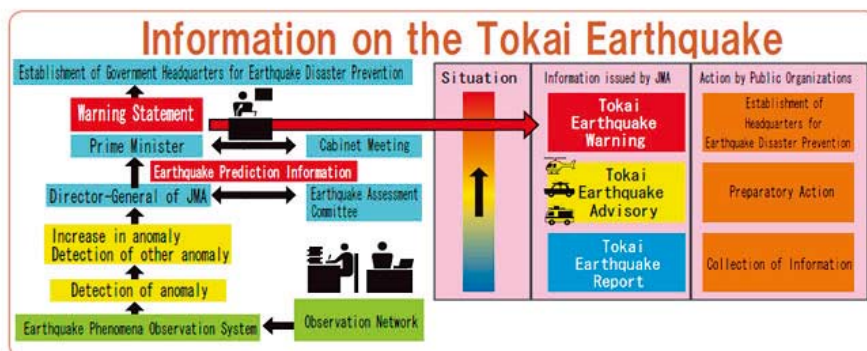 Information on the Tokai Earthquake
Establishment of Government Headquarters for Earthquake Disaster Prevention
Warning Statement
Prime Minister
Cabinet Meeting
Earthquake Prediction Information
Director-General of JMA
Earthquake Assessment
Committee
Increase in anomaly
Detection of other anomaly
Detection of anomaly
Earthquake Phenomena Observation System
Observation Network
Situation
Information issued by JMA
Action by Public Organizations
Tokai
Earthquake
Warning
Establishment of
Headquarters for
Earthquake Disaster Prevention
Tokai
Earthquake
Advisory
Preparatory Action
Tokai
Earthquake
Report
Collection of Information